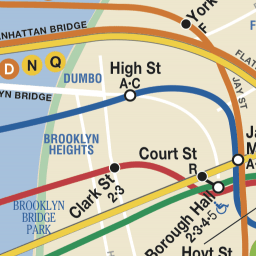 York
F
MANHATTAN BRIDGE
FLAT
D N Q
DUMBO
High St
A·C
JAY ST
YN BRIDGE
BROOKLYN
HEIGHTS
Court St
R
Ja
M
A
Clark St
2·3
BROOKLYN
BRIDGE
PARK
Borough Hall
2·3·4·5
Hoyt St